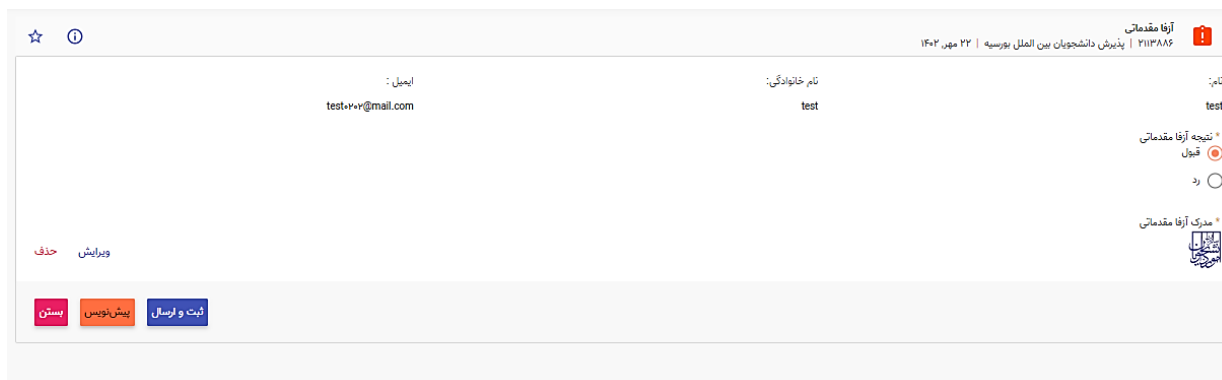 آزفا مقدماتی
۲۱۱۳۸۸۶ | پذیرش دانشجویان بین الملل بورسیه | ۲۲ مهر, ۱۴۰۲
نام: نام خانوادگی: ایمیل :
test test test۰۲۰۲@mail.com
* نتیجه آزفا مقدماتی
قبول
رد
* مدرک آزفا مقدماتی
ویرایش حذف
ثبت و ارسال پیش‌نویس بستن